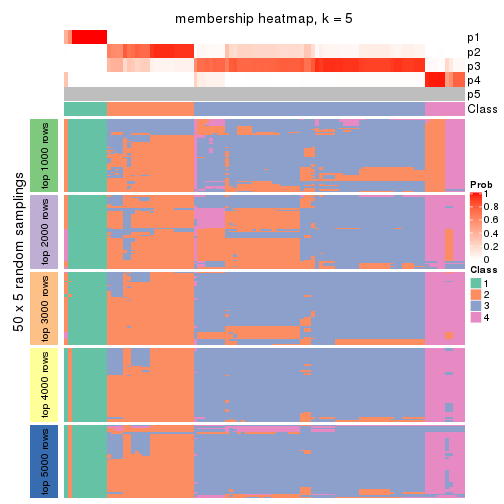 membership heatmap, k = 5
p1
p2
p3
p4
p5
Class
50 x 5 random samplings
top 1000 rows
top 2000 rows
top 3000 rows
top 4000 rows
top 5000 rows
Prob
1
0.8
0.6
0.4
0.2
0
Class
1
2
3
4